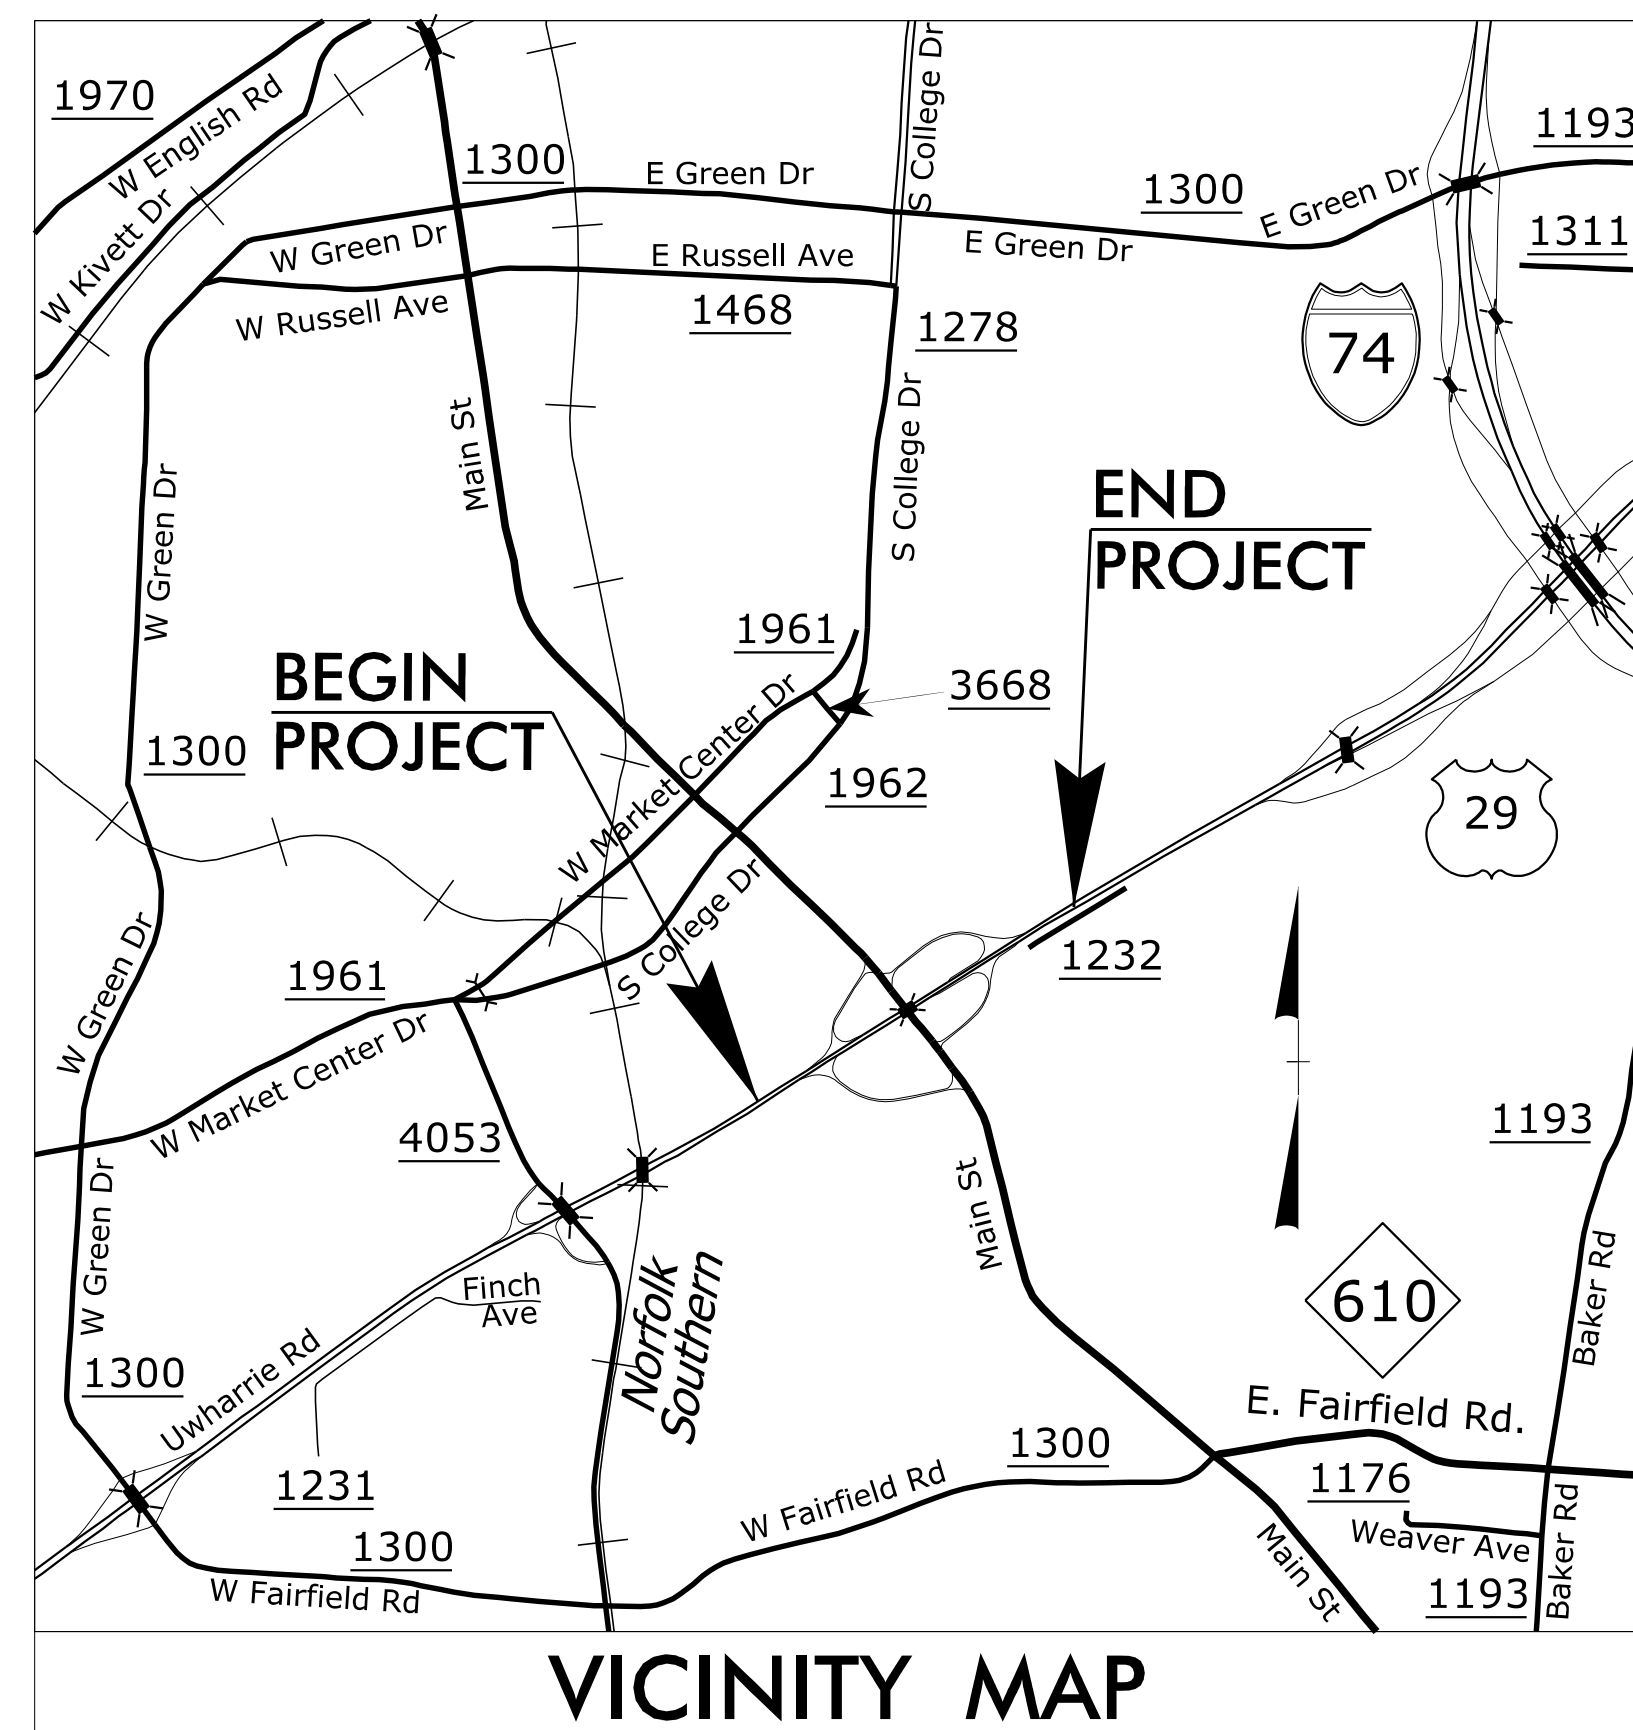 1970
W English Rd
W Kivett Dr
1300
E Green Dr
S College Dr
1300
E Green Dr
1193
1311
W Green Dr
E Russell Ave
E Green Dr
W Russell Ave
1468
1278
74
Main St
S College Dr
W Green Dr
END
PROJECT
1961
BEGIN
PROJECT
W Market Center Dr
3668
1300
1962
29
S College Dr
W Green Dr
1961
1232
W Market Center Dr
4053
1193
Main St
W Green Dr
Finch
Ave
Norfolk
Southern
610
Baker Rd
1300
Uwharrie Rd
E. Fairfield Rd.
1231
1300
1176
W Fairfield Rd
Weaver Ave
Main St
Baker Rd
1300
W Fairfield Rd
1193
VICINITY MAP